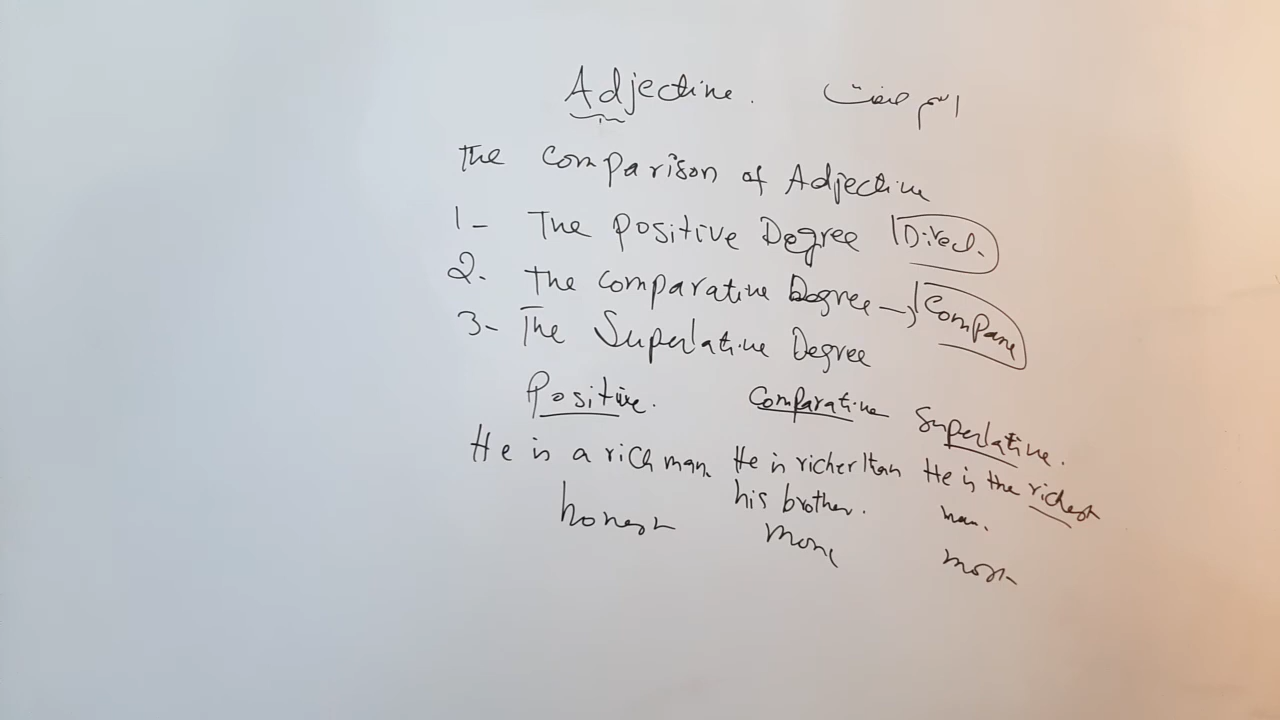 Adjective. اسم صفت
The Comparison of Adjective
1- The Positive Degree Direct.
2. The Comparative Degree → Compare
3- The Superlative Degree
Positive. Comparative Superlative.
He is a rich man He is richer than his brother. He is the richest man.
honest more most